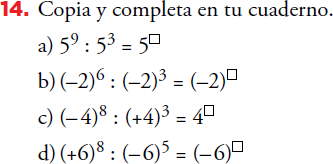 14. Copia y completa en tu cuaderno.
a) 5⁹ : 5³ = 5□
b) (–2)⁶ : (–2)³ = (–2)□
c) (–4)⁸ : (+4)³ = 4□
d) (+6)⁸ : (–6)⁵ = (–6)□